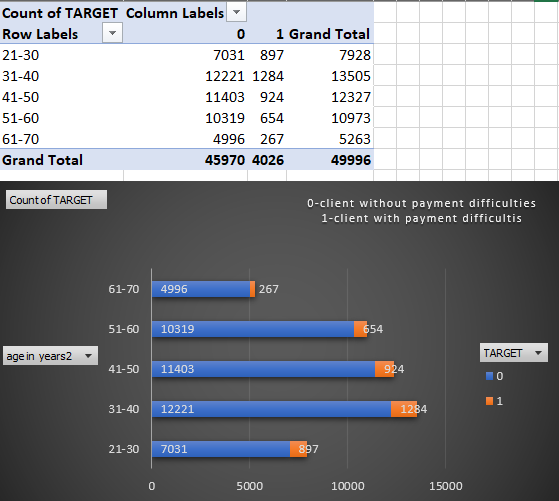 Count of TARGET Column Labels
Row Labels 0 1 Grand Total
21-30 7031 897 7928
31-40 12221 1284 13505
41-50 11403 924 12327
51-60 10319 654 10973
61-70 4996 267 5263
Grand Total 45970 4026 49996
Count of TARGET
0-client without payment difficulties
1-client with payment difficultis
61-70 4996 267
51-60 10319 654
age in years2
41-50 11403 924
31-40 12221 1284
21-30 7031 897
TARGET
0
1
0 5000 10000 15000